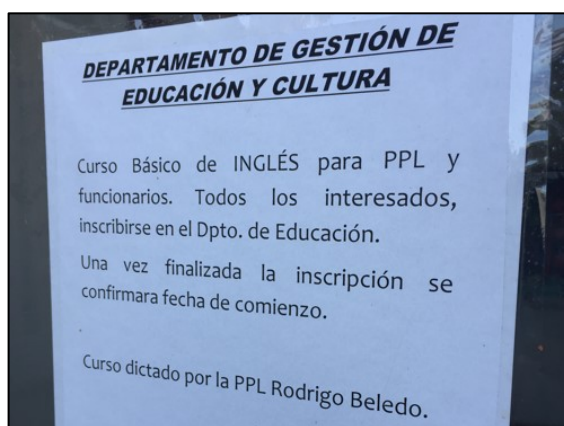 DEPARTAMENTO DE GESTIÓN DE
EDUCACIÓN Y CULTURA
Curso Básico de INGLÉS para PPL y
funcionarios. Todos los interesados,
inscribirse en el Dpto. de Educación.
Una vez finalizada la inscripción se
confirmara fecha de comienzo.
Curso dictado por la PPL Rodrigo Beledo.